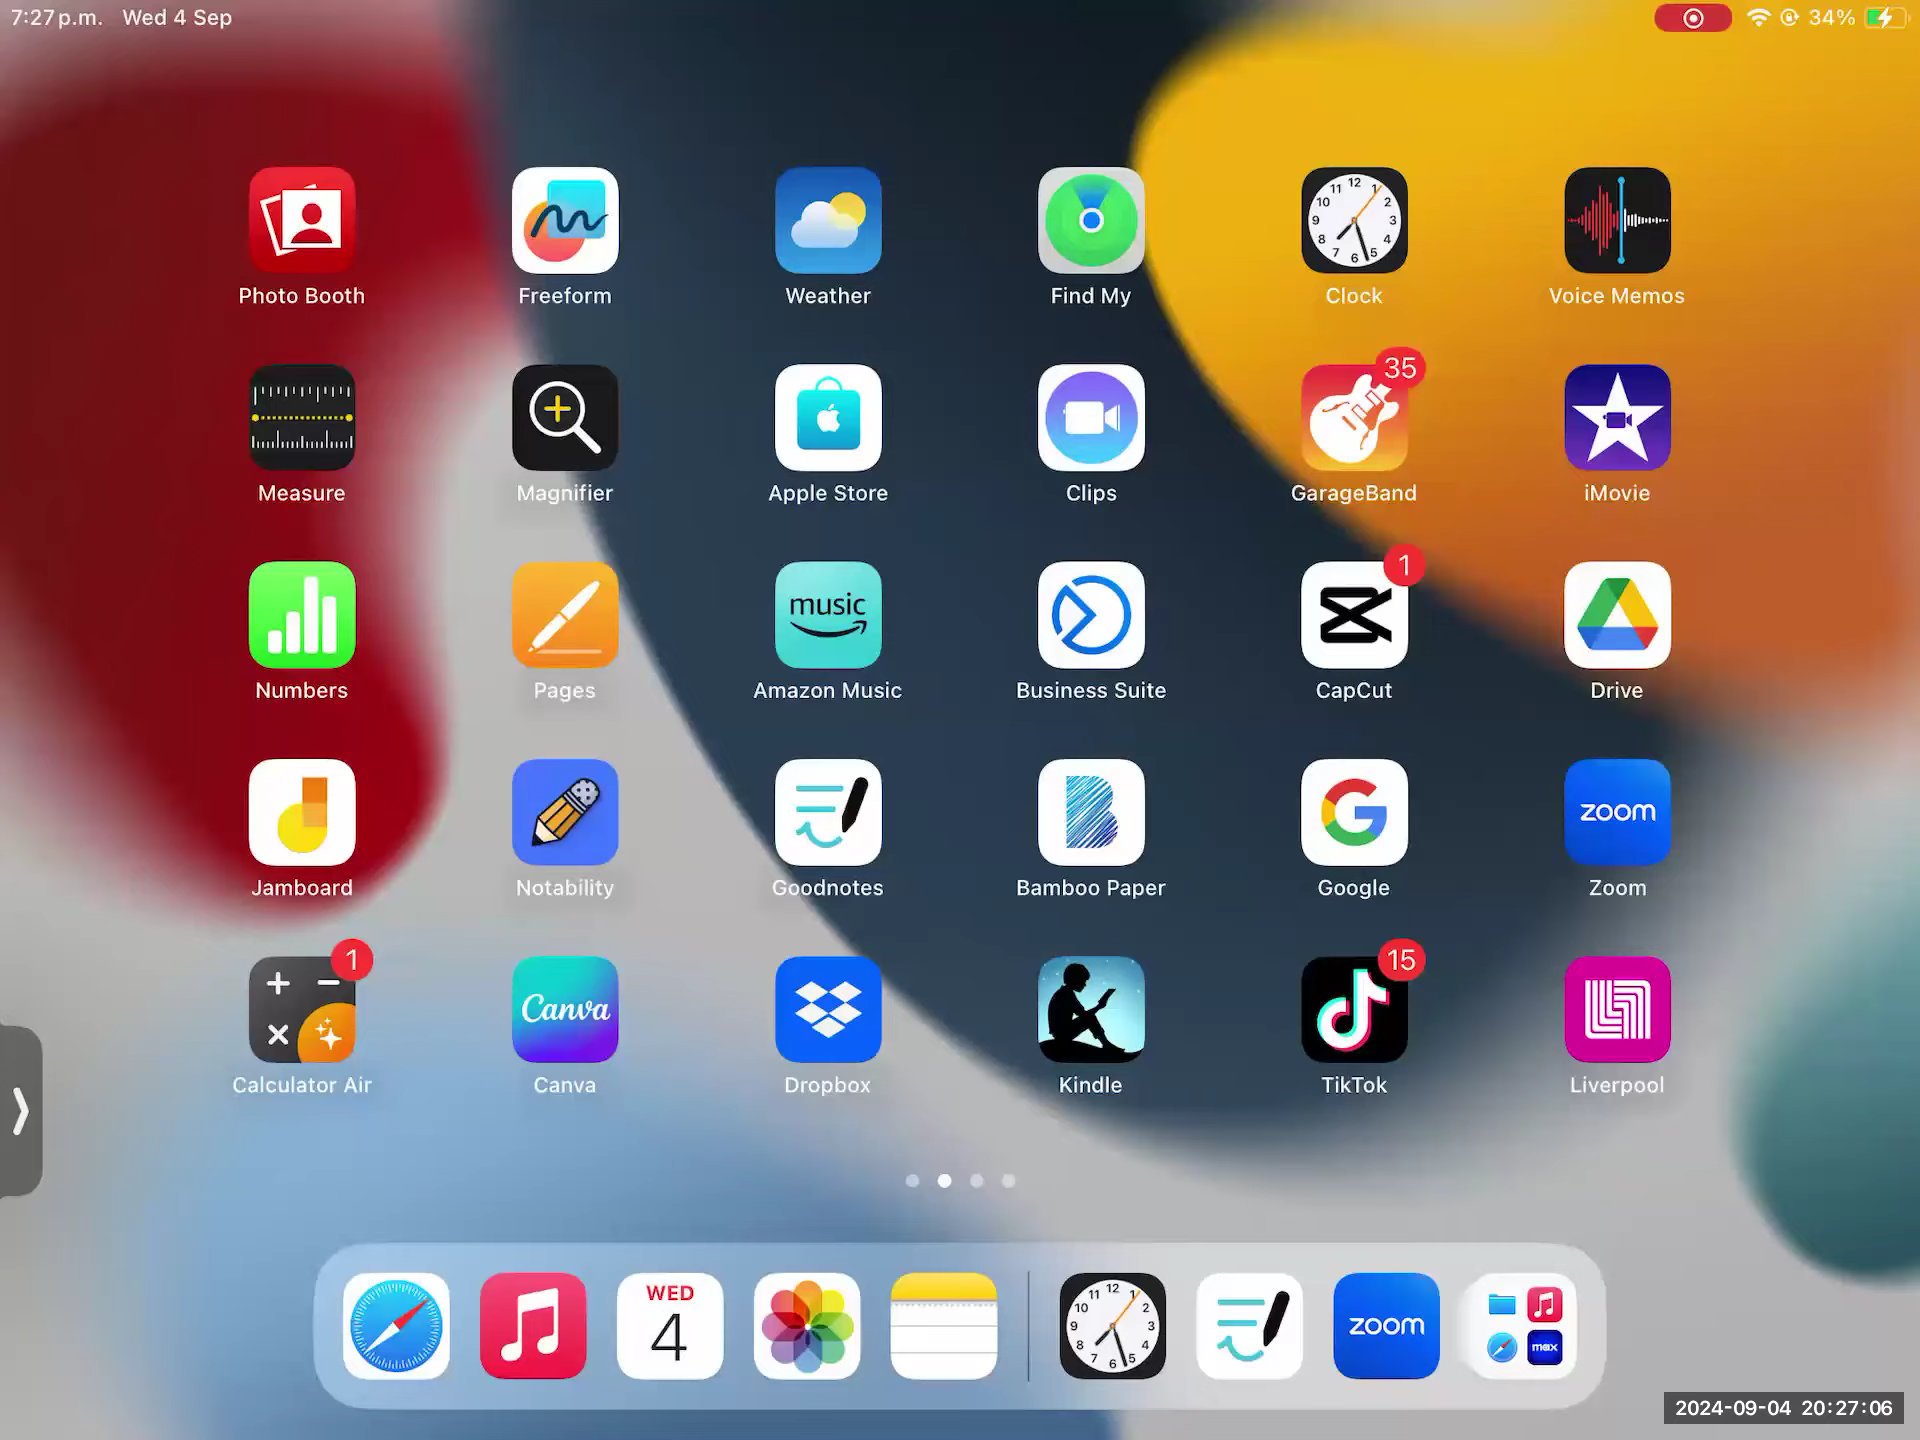 7:27 p.m. Wed 4 Sep
34%
Photo Booth
Freeform
Weather
Find My
Clock
Voice Memos
Measure
Magnifier
Apple Store
Clips
35
GarageBand
iMovie
Numbers
Pages
music
Amazon Music
Business Suite
1
CapCut
Drive
Jamboard
Notability
Goodnotes
Bamboo Paper
Google
zoom
Zoom
1
Calculator Air
Canva
Canva
Dropbox
Kindle
15
TikTok
Liverpool
WED
4
zoom
max
2024-09-04 20:27:06